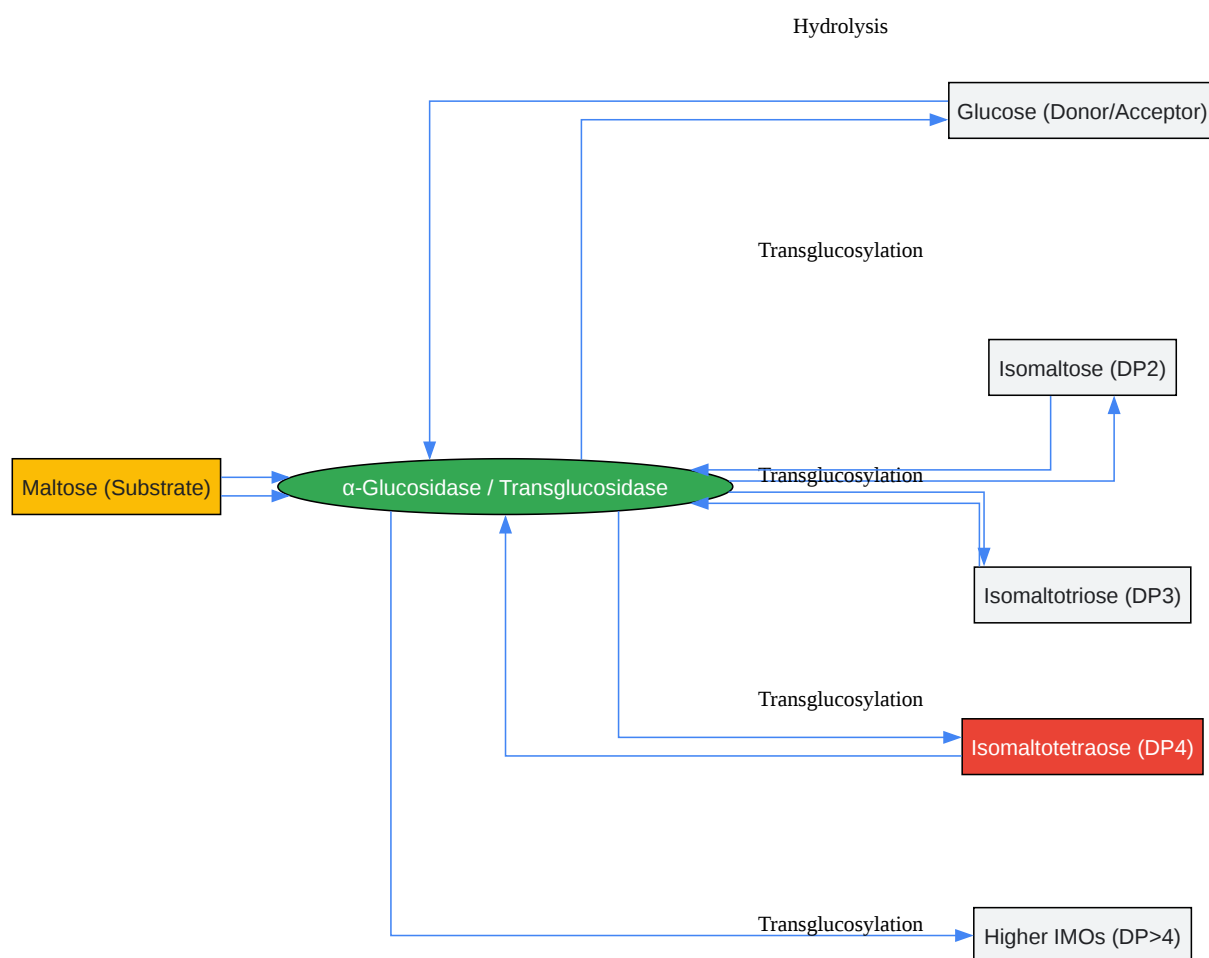 Hydrolysis
Glucose (Donor/Acceptor)
Transglucosylation
Isomaltose (DP2)
Transglucosylation
Maltose (Substrate)
α-Glucosidase / Transglucosidase
Isomaltotriose (DP3)
Transglucosylation
Isomaltotetraose (DP4)
Transglucosylation
Higher IMOs (DP>4)